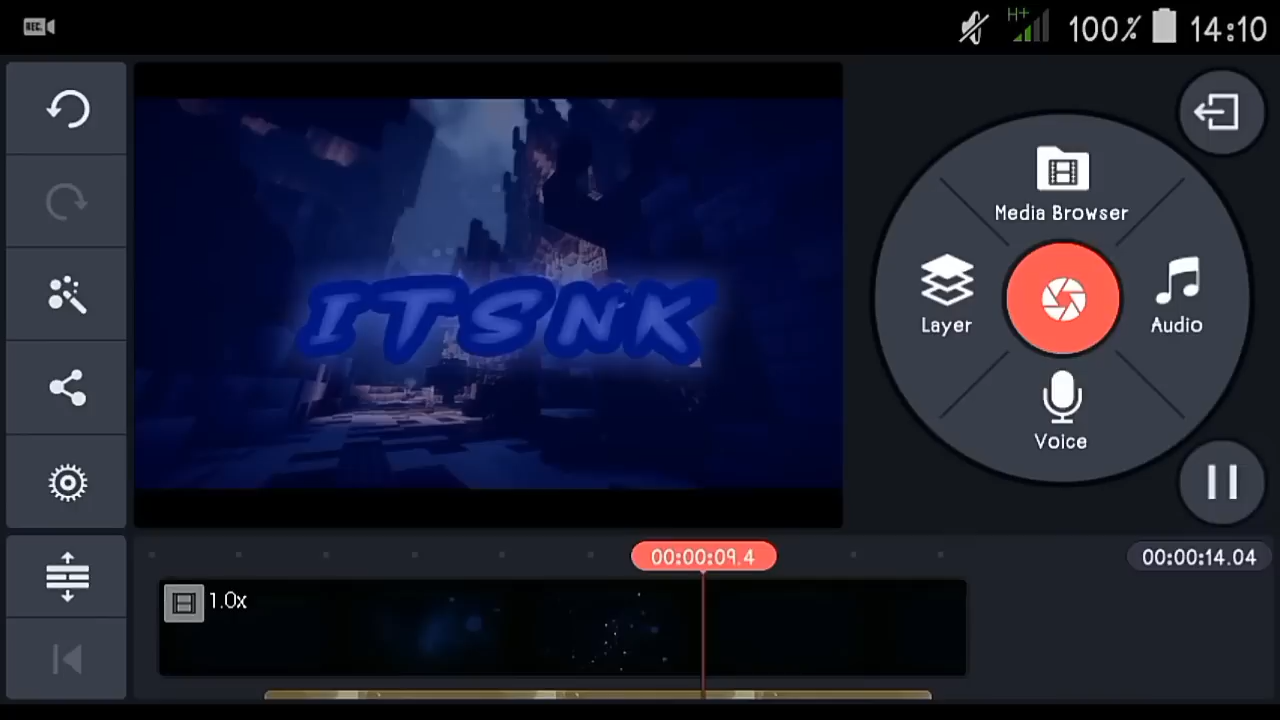 REC
H+ 100% 14:10
Media Browser
ITSNK
Layer
Audio
Voice
00:00:09.4
00:00:14.04
1.0x